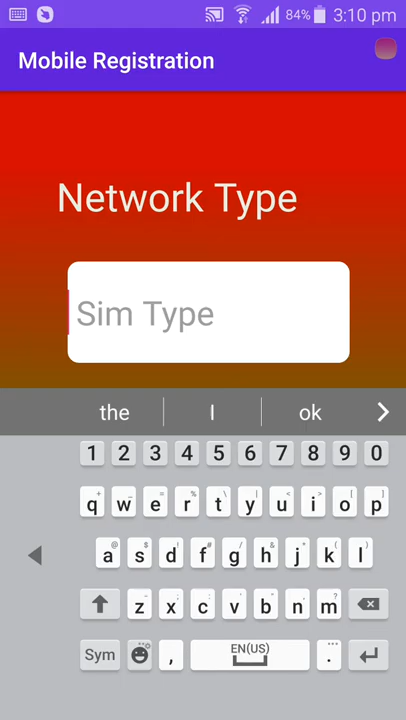 84% 3:10 pm
Mobile Registration
Network Type
Sim Type
the I ok
1 2 3 4 5 6 7 8 9 0
q+ w_ e= r% t\ y| u< i> o[ p]
a@ s$ d! f# g/ h& j* k( l)
z- x: c; v' b" n, m?
Sym , EN(US) .